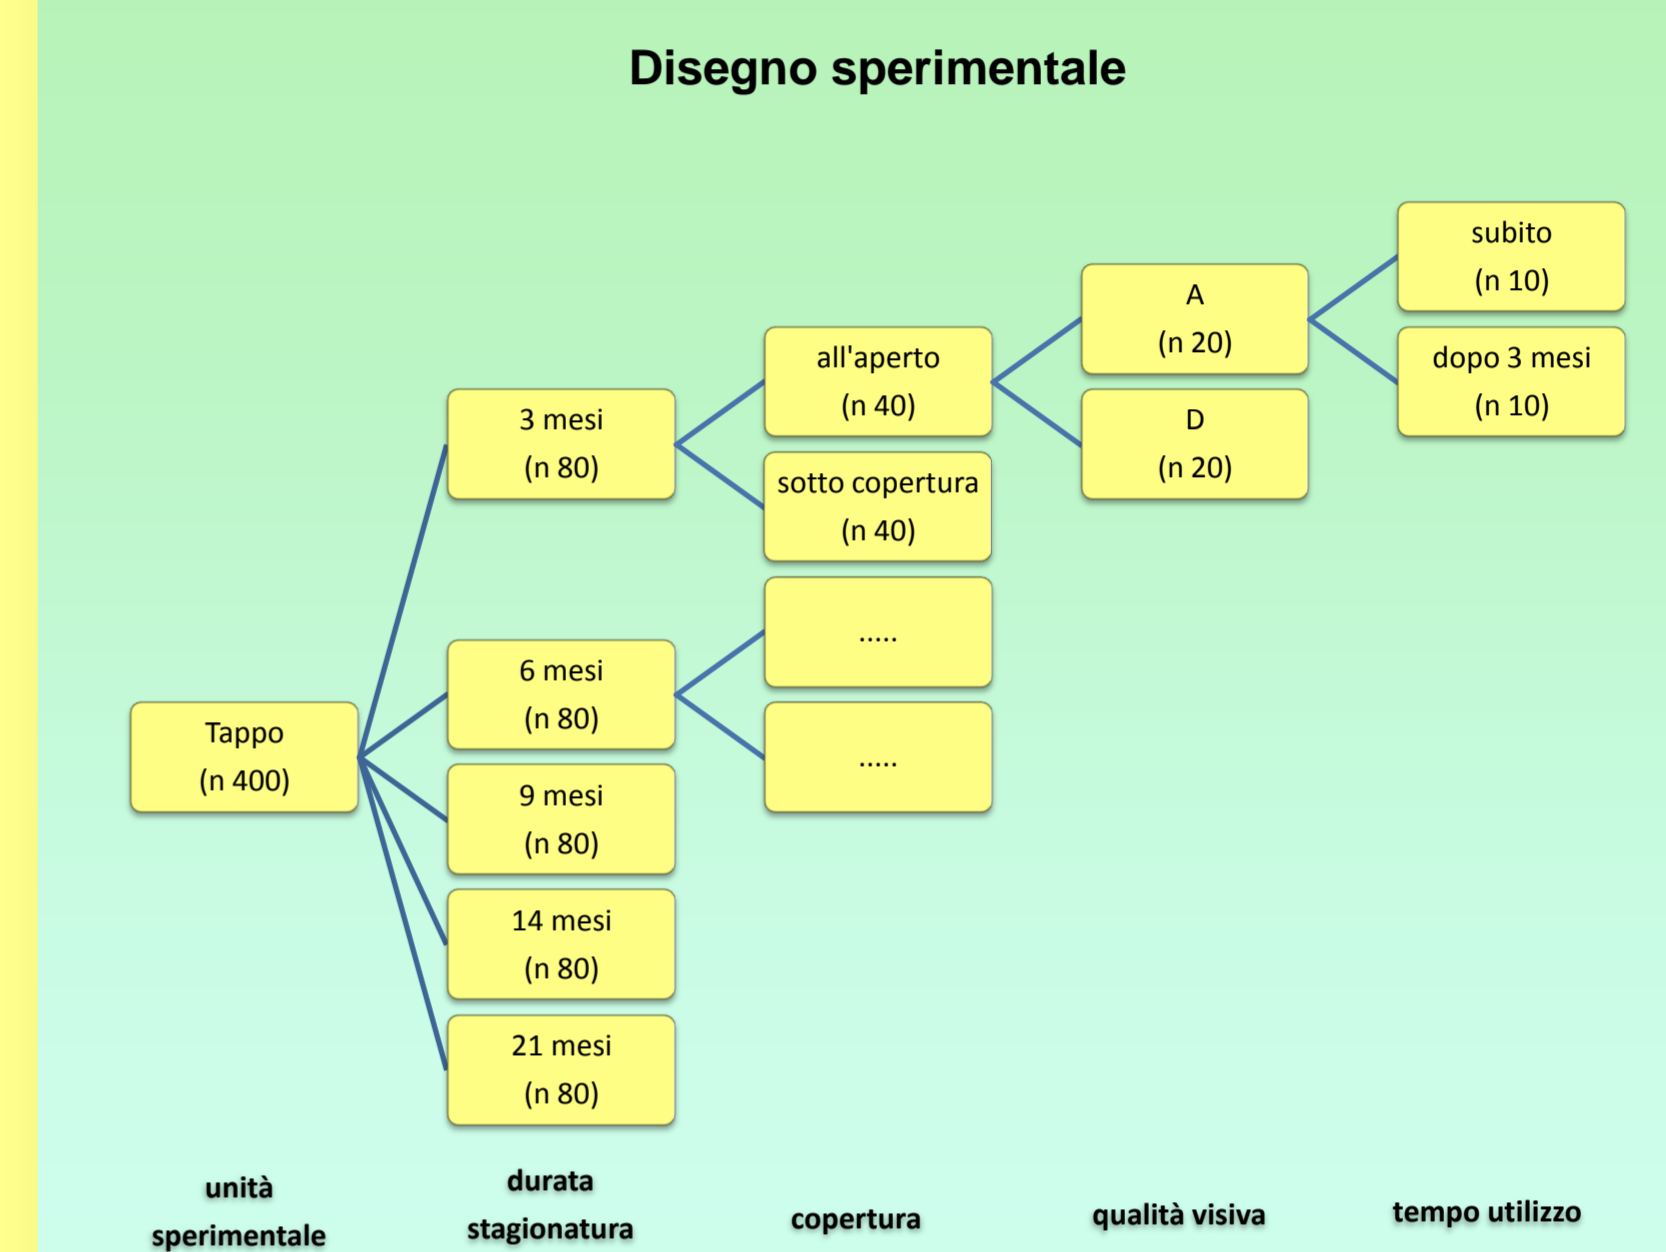 Disegno sperimentale
subito
(n 10)
A
(n 20)
all'aperto
(n 40)
dopo 3 mesi
(n 10)
3 mesi
(n 80)
D
(n 20)
sotto copertura
(n 40)
.....
6 mesi
(n 80)
Tappo
(n 400)
.....
9 mesi
(n 80)
14 mesi
(n 80)
21 mesi
(n 80)
unità
sperimentale
durata
stagionatura
copertura
qualità visiva
tempo utilizzo